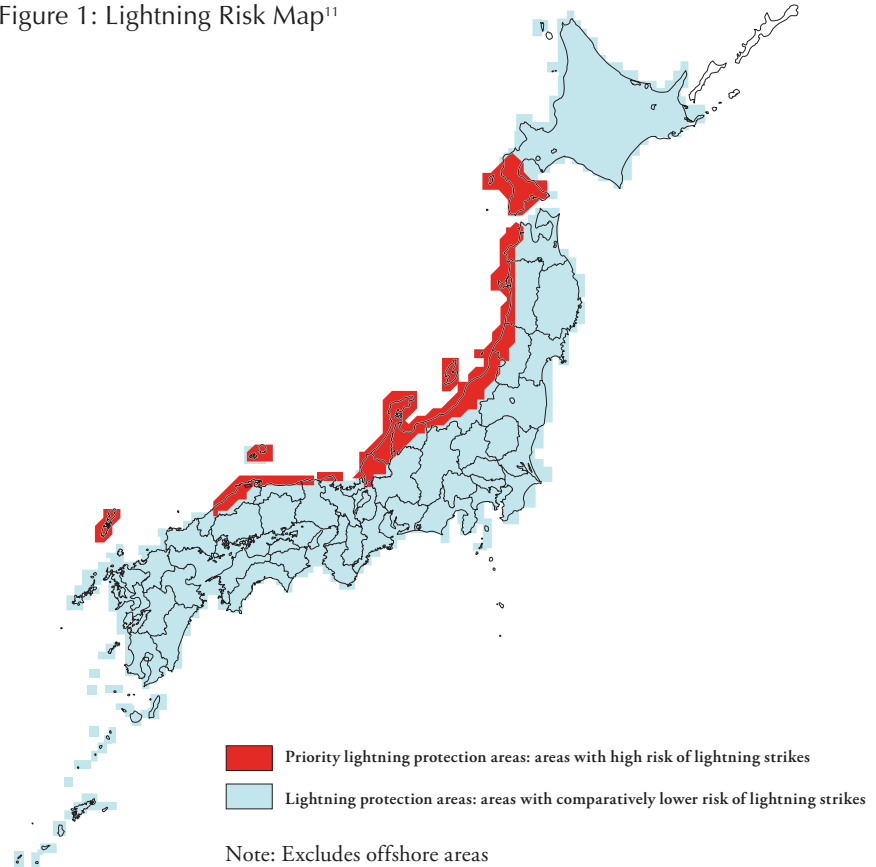 Figure 1: Lightning Risk Map¹¹
Priority lightning protection areas: areas with high risk of lightning strikes
Lightning protection areas: areas with comparatively lower risk of lightning strikes
Note: Excludes offshore areas